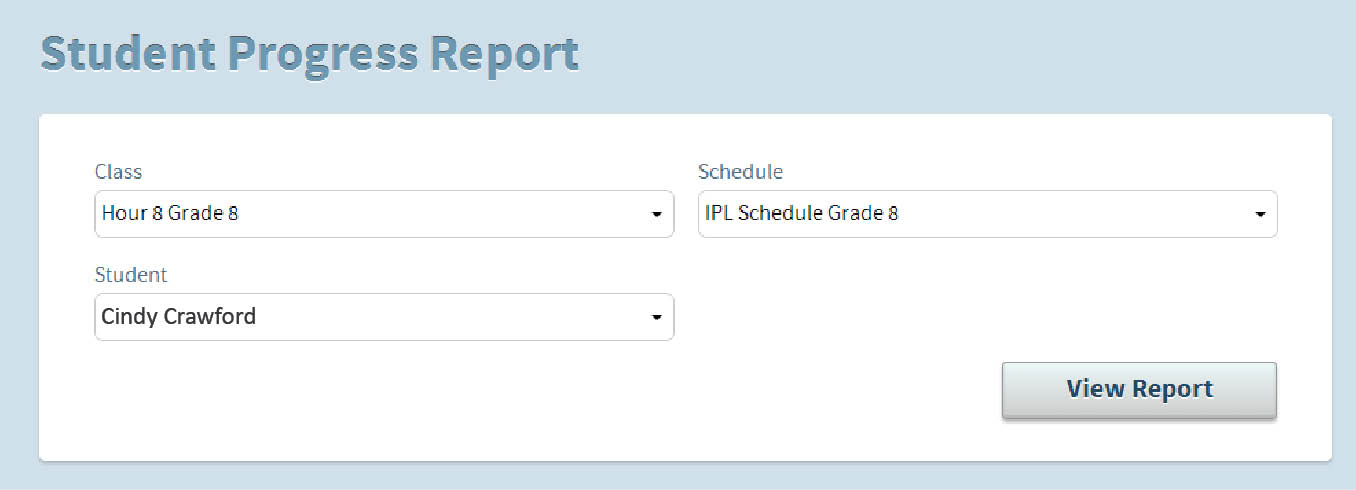 Student Progress Report
Class
Schedule
Hour 8 Grade 8
IPL Schedule Grade 8
Student
Cindy Crawford
View Report